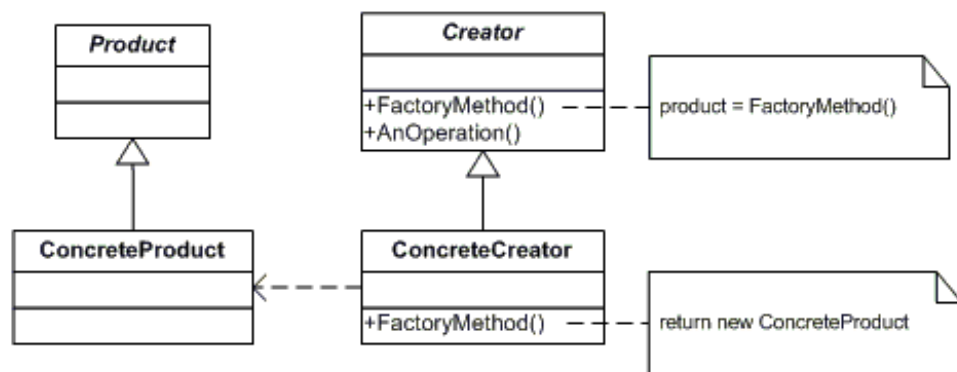 Product
Creator
+FactoryMethod()
+AnOperation()
product = FactoryMethod()
ConcreteProduct
ConcreteCreator
+FactoryMethod()
return new ConcreteProduct